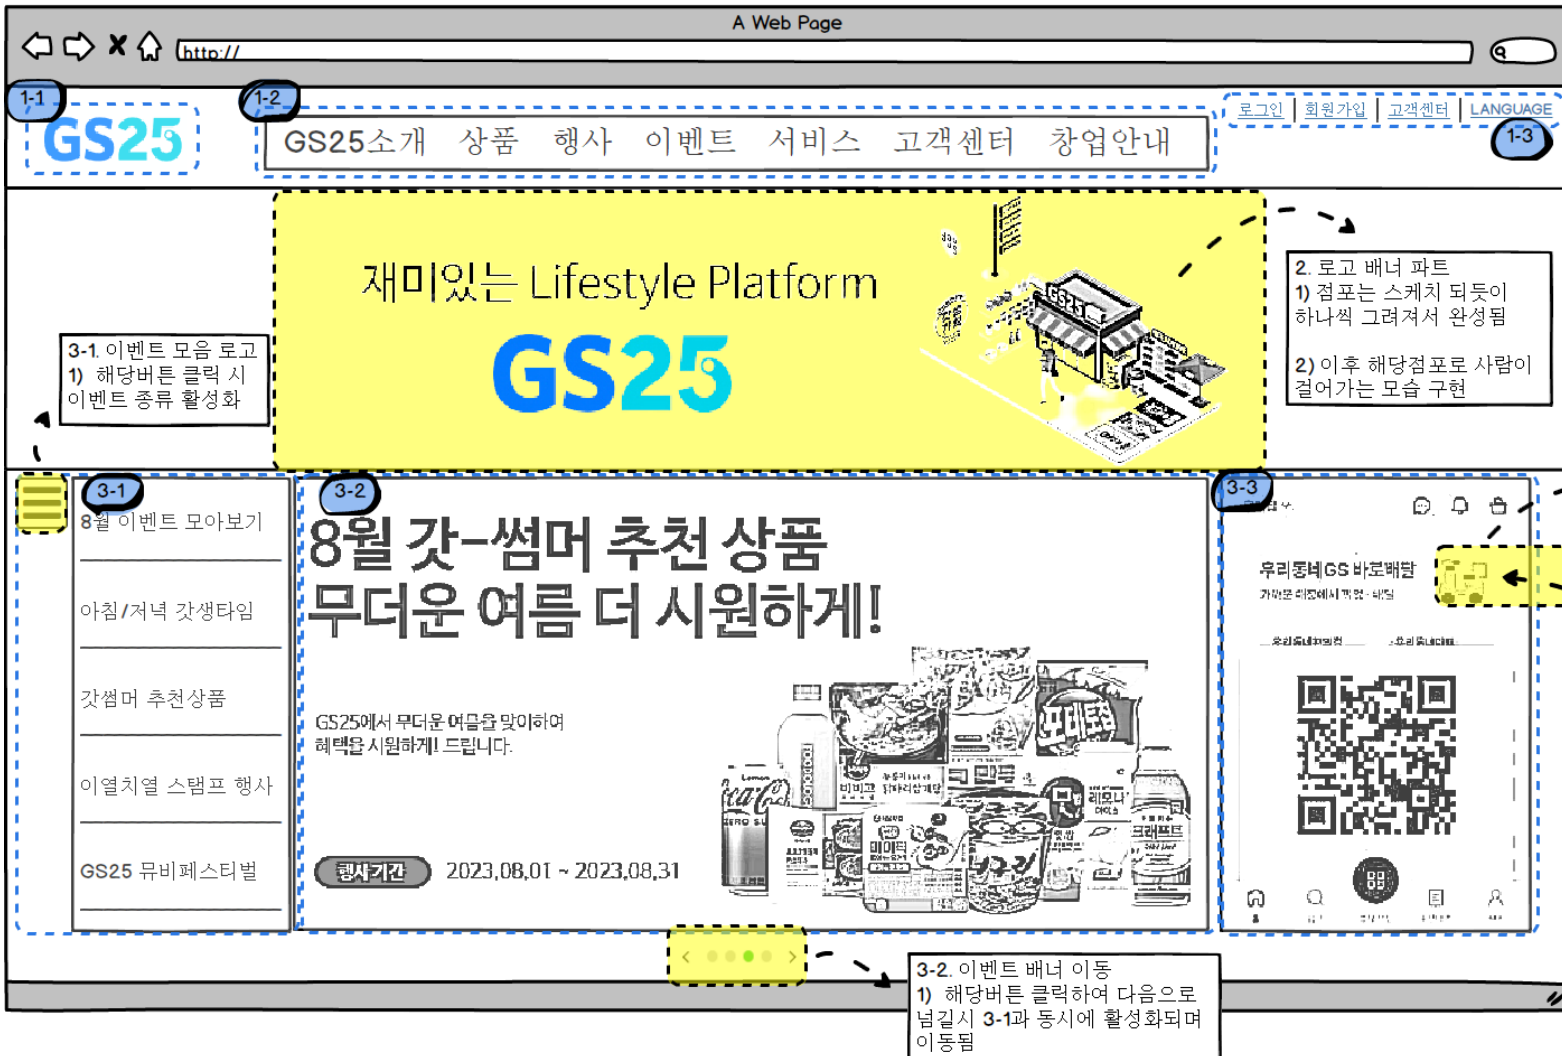 A Web Page
http://
1-1
GS25
1-2
GS25소개 상품 행사 이벤트 서비스 고객센터 창업안내
로그인 | 회원가입 | 고객센터 | LANGUAGE
1-3
재미있는 Lifestyle Platform
GS25
GS25
2. 로고 배너 파트
1) 점포는 스케치 되듯이
하나씩 그려져서 완성됨
2) 이후 해당점포로 사람이
걸어가는 모습 구현
3-1. 이벤트 모음 로고
1) 해당버튼 클릭 시
이벤트 종류 활성화
3-1
8월 이벤트 모아보기
아침/저녁 갓생타임
갓썸머 추천상품
이열치열 스탬프 행사
GS25 뮤비페스티벌
3-2
8월 갓-썸머 추천 상품
무더운 여름 더 시원하게!
GS25에서 무더운 여름을 맞이하여
혜택을 시원하게! 드립니다.
행사기간 2023.08.01 ~ 2023.08.31
Lemon
ZERO SU
비비고
레모나
크래프트
3-3
우리동네GS 바로배달
3-2. 이벤트 배너 이동
1) 해당버튼 클릭하여 다음으로
넘길시 3-1과 동시에 활성화되며
이동됨